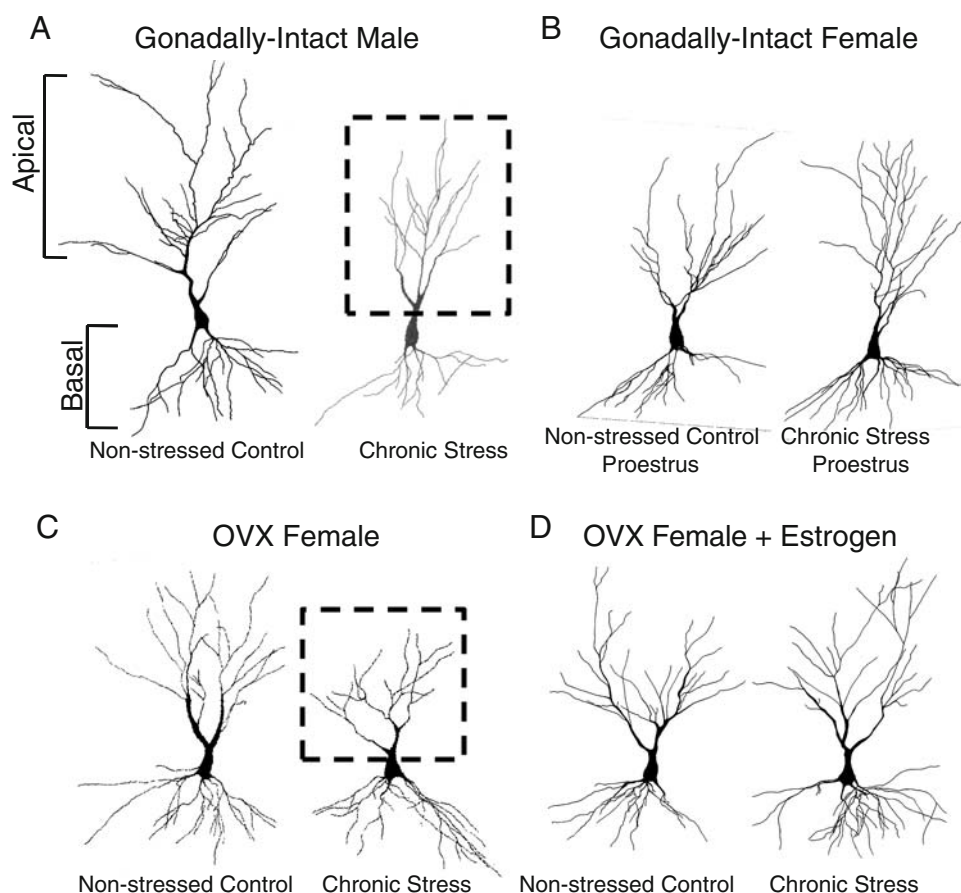 A
Gonadally-Intact Male
Apical
Basal
Non-stressed Control
Chronic Stress
B
Gonadally-Intact Female
Non-stressed Control
Proestrus
Chronic Stress
Proestrus
C
OVX Female
Non-stressed Control
Chronic Stress
D
OVX Female + Estrogen
Non-stressed Control
Chronic Stress